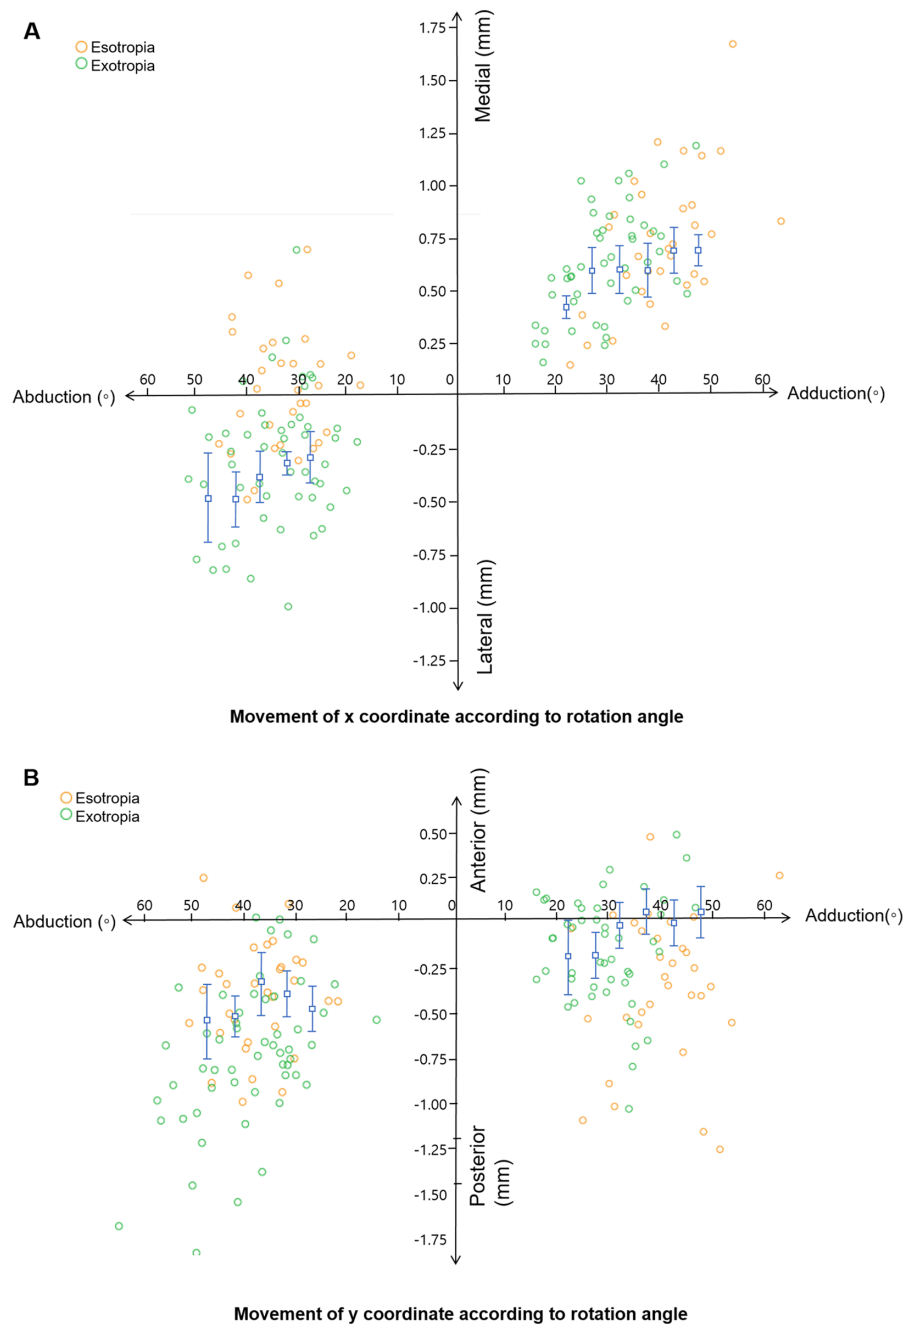 A
Esotropia
Exotropia
Medial (mm)
1.75
1.50
1.25
1.00
0.75
0.50
0.25
Abduction (◦)
60 50 40 30 20 10 0 10 20 30 40 50 60
Adduction(◦)
-0.25
-0.50
-0.75
-1.00
-1.25
Lateral (mm)
Movement of x coordinate according to rotation angle
B
Esotropia
Exotropia
Anterior (mm)
0.50
0.25
Abduction (◦)
60 50 40 30 20 10 0 10 20 30 40 50 60
Adduction(◦)
-0.25
-0.50
-0.75
-1.00
-1.25
-1.50
-1.75
Posterior
(mm)
Movement of y coordinate according to rotation angle